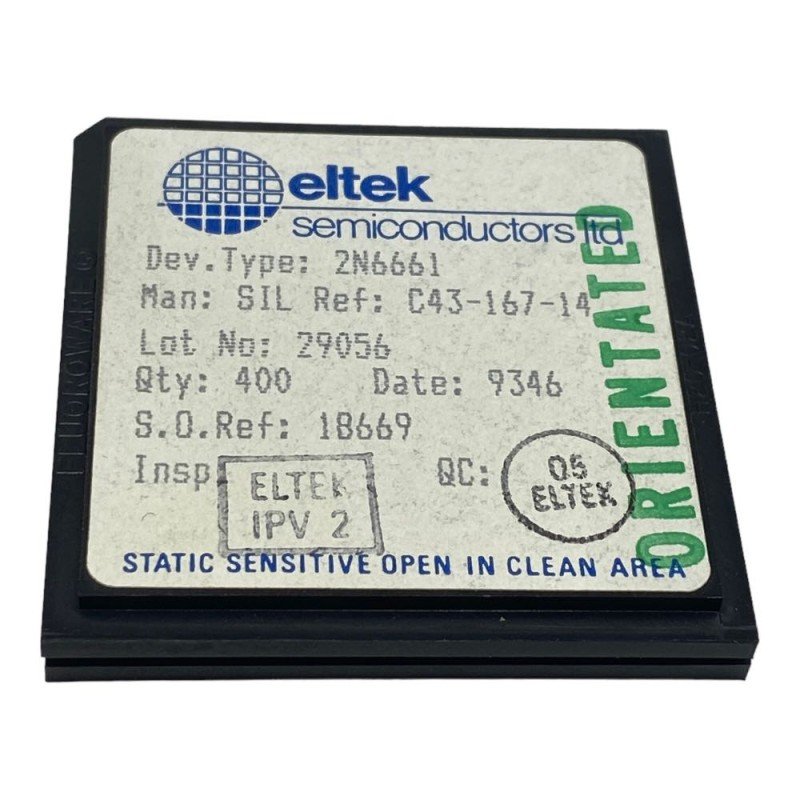 eltek
semiconductors ltd
Dev.Type: 2N6661
Man: SIL Ref: C43-167-14
Lot No: 29056
Qty: 400 Date: 9346
S.O.Ref: 18669
Insp QC:
ELTEK
IPV 2
05
ELTEK
STATIC SENSITIVE OPEN IN CLEAN AREA
ORIENTATED
FLUOROWARE